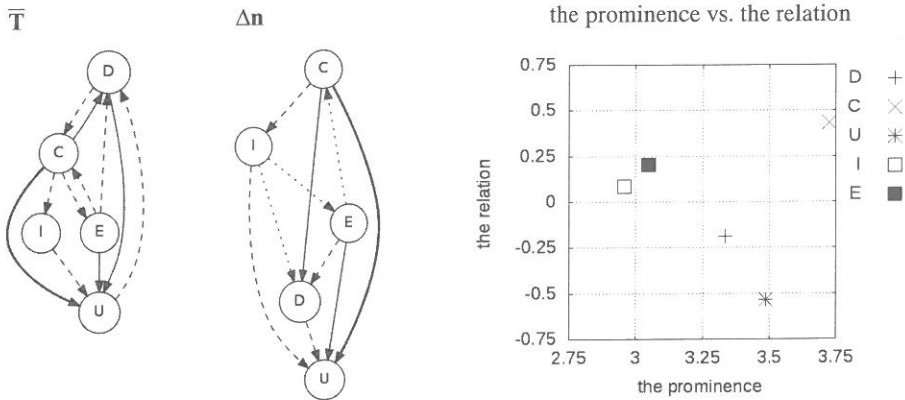 T̅
D
C
I
E
U
Δn
C
I
E
D
U
the prominence vs. the relation
0.75
0.5
0.25
0
-0.25
-0.5
-0.75
the relation
2.75
3
3.25
3.5
3.75
the prominence
D
C
U
I
E